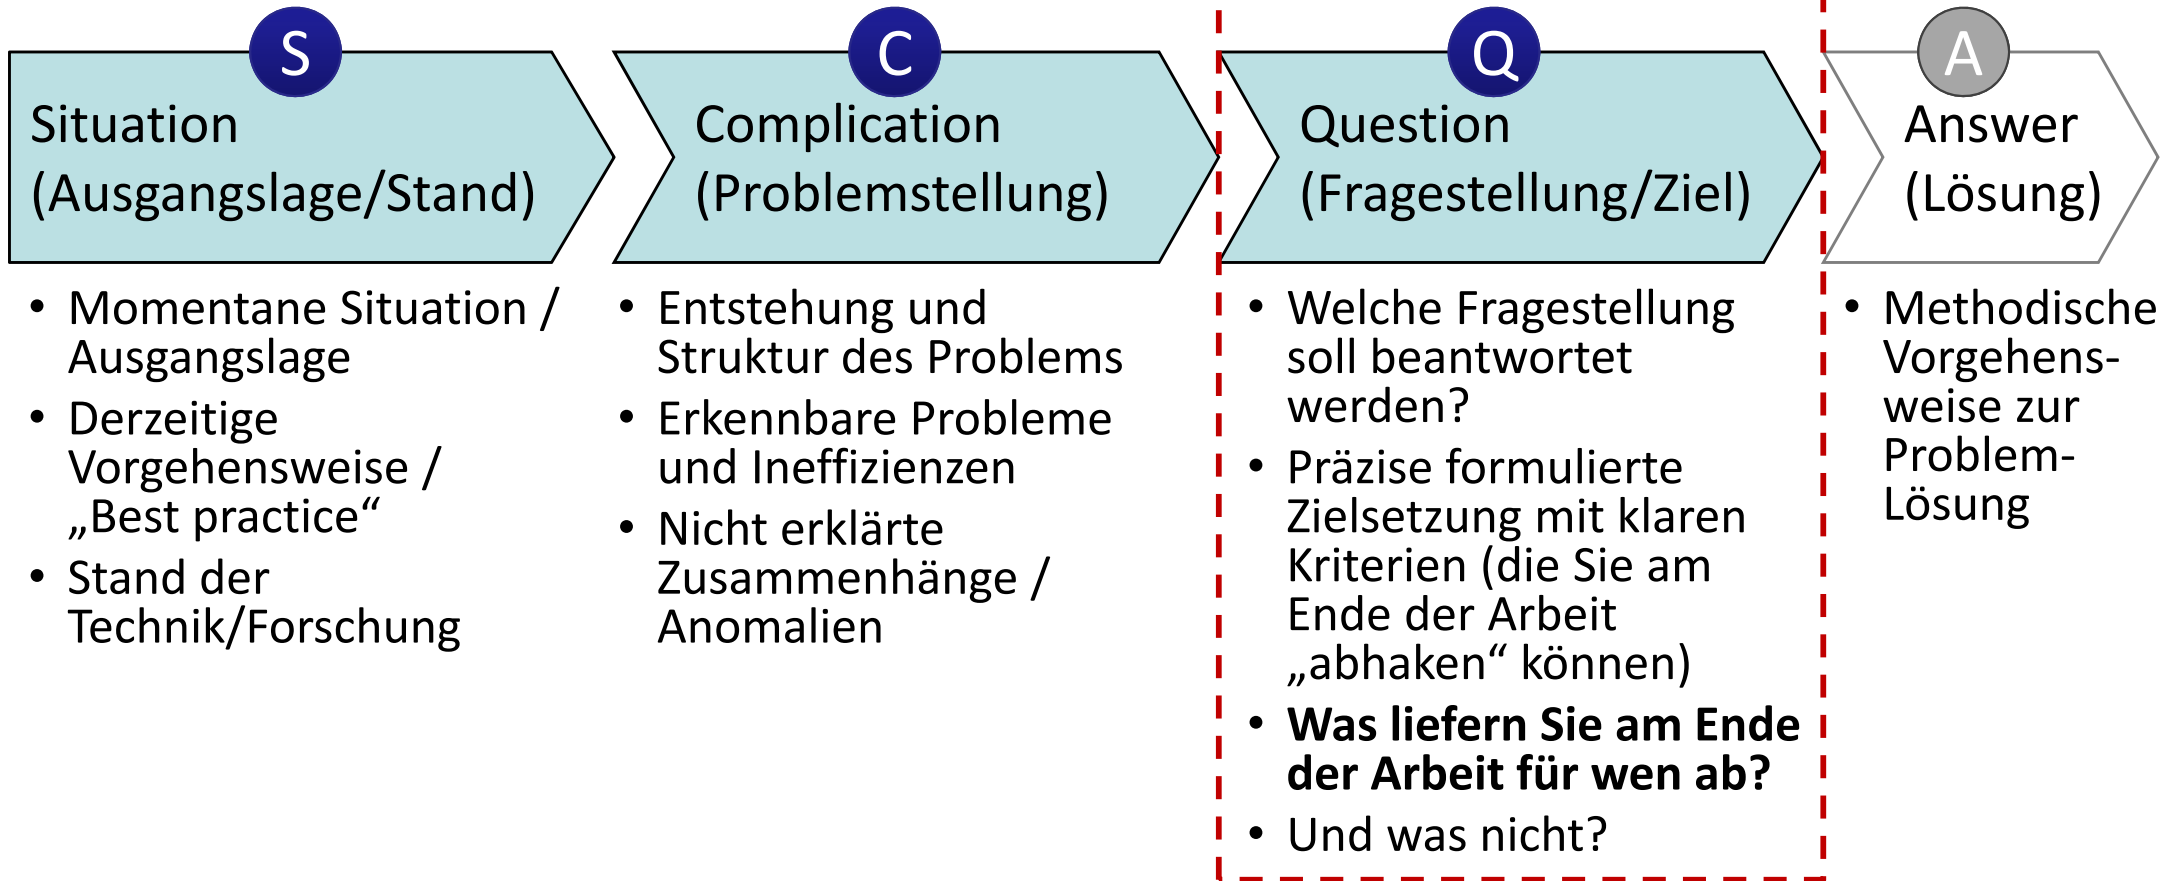 S
Situation
(Ausgangslage/Stand)
• Momentane Situation /
Ausgangslage
• Derzeitige
Vorgehensweise /
„Best practice“
• Stand der
Technik/Forschung
C
Complication
(Problemstellung)
• Entstehung und
Struktur des Problems
• Erkennbare Probleme
und Ineffizienzen
• Nicht erklärte
Zusammenhänge /
Anomalien
Q
Question
(Fragestellung/Ziel)
• Welche Fragestellung
soll beantwortet
werden?
• Präzise formulierte
Zielsetzung mit klaren
Kriterien (die Sie am
Ende der Arbeit
„abhaken“ können)
• Was liefern Sie am Ende
der Arbeit für wen ab?
• Und was nicht?
A
Answer
(Lösung)
• Methodische
Vorgehens-
weise zur
Problem-
Lösung